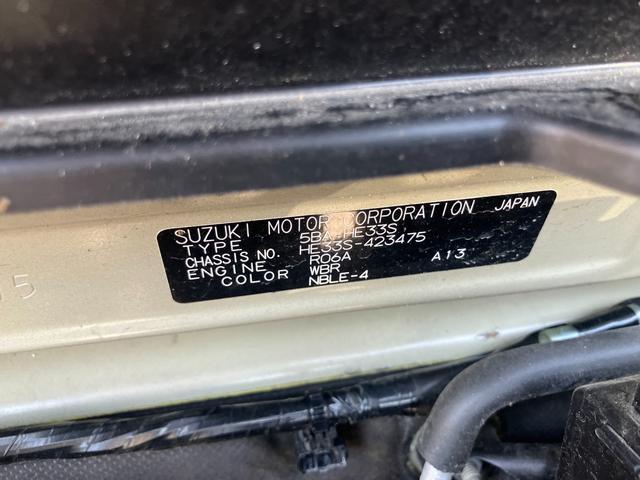 SUZUKI MOTOR CORPORATION JAPAN
TYPE 5BA-HE33S
CHASSIS NO. HE33S-423475
ENGINE R06A A13
COLOR WBR
NBLE-4